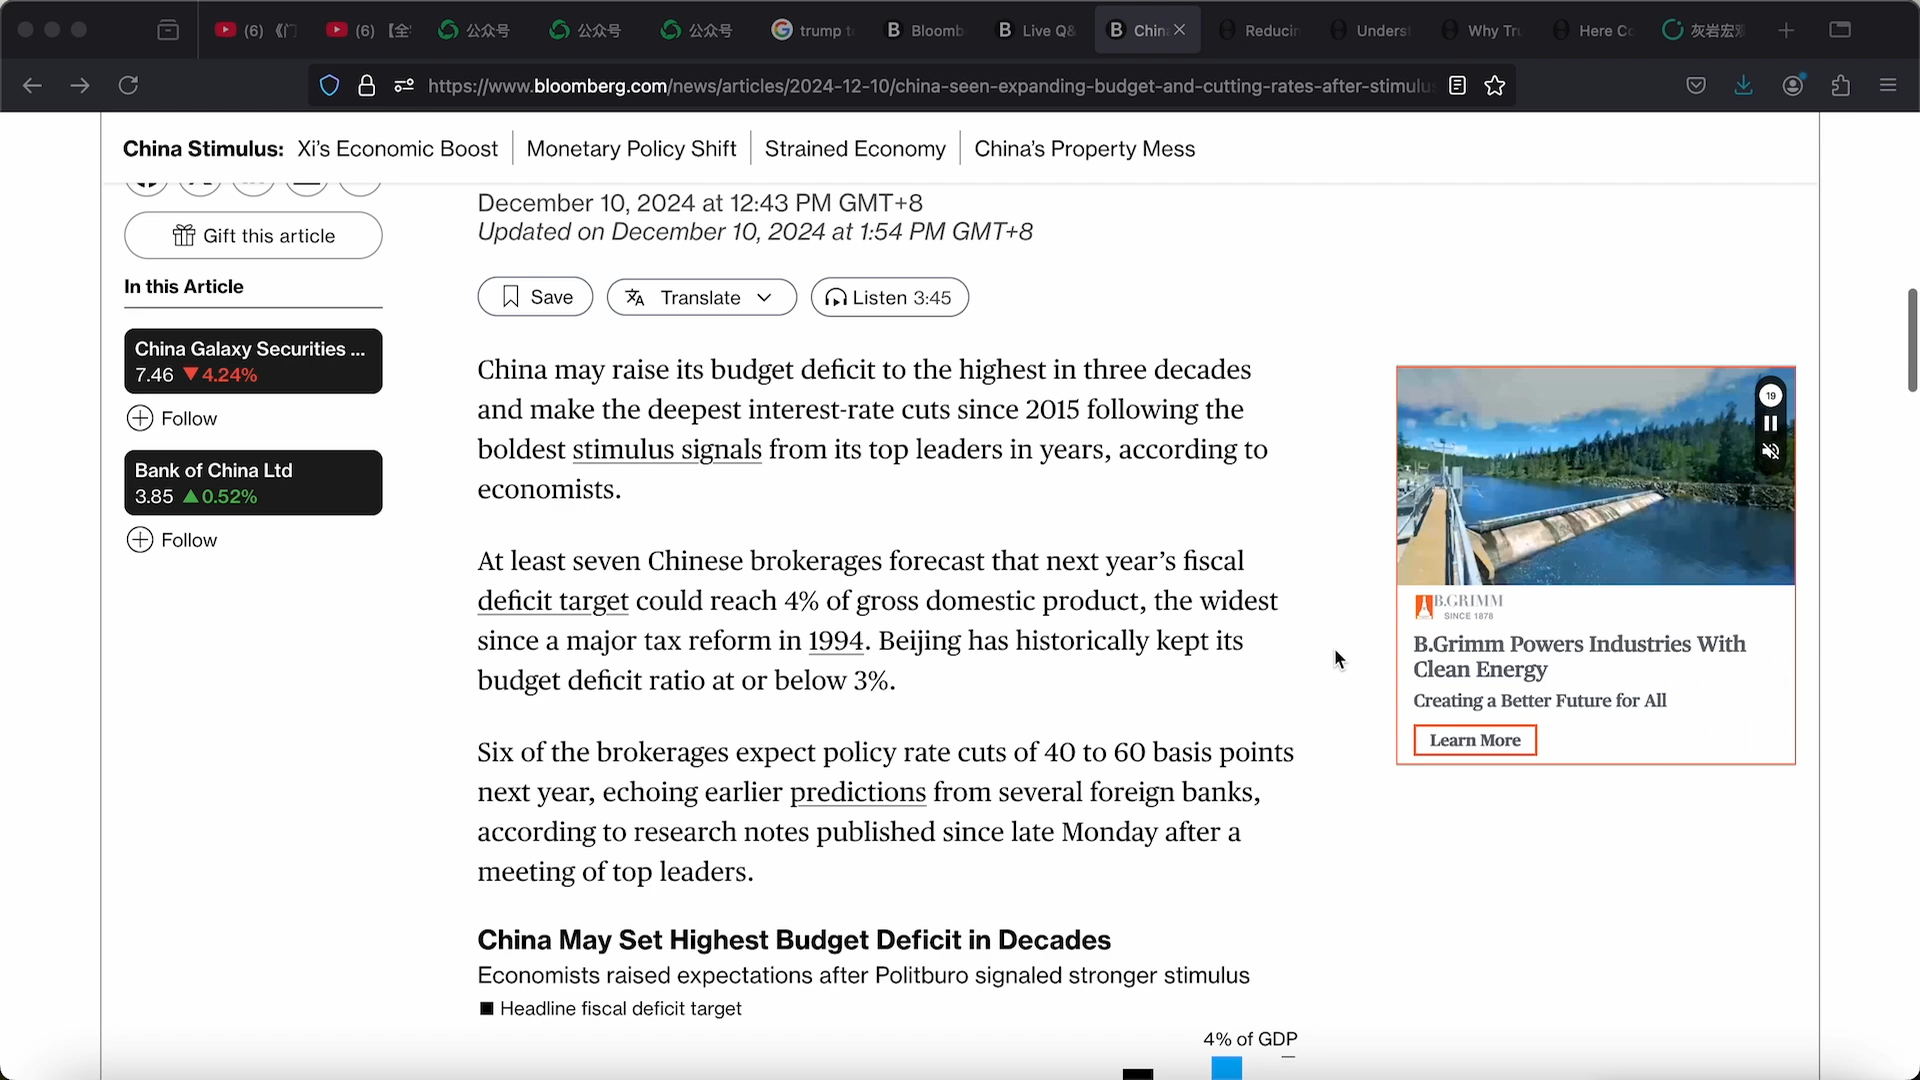 (6) 《门
(6) 【全
公众号
公众号
公众号
trump t
Bloomb
Live Q&
Chin
Reducin
Underst
Why Tru
Here Co
灰岩宏观
https://www.bloomberg.com/news/articles/2024-12-10/china-seen-expanding-budget-and-cutting-rates-after-stimulu
China Stimulus: Xi's Economic Boost Monetary Policy Shift Strained Economy China's Property Mess
December 10, 2024 at 12:43 PM GMT+8
Updated on December 10, 2024 at 1:54 PM GMT+8
Gift this article
In this Article
China Galaxy Securities ...
7.46 ▼4.24%
Follow
Bank of China Ltd
3.85 ▲0.52%
Follow
Save
Translate
Listen 3:45
China may raise its budget deficit to the highest in three decades
and make the deepest interest-rate cuts since 2015 following the
boldest stimulus signals from its top leaders in years, according to
economists.
At least seven Chinese brokerages forecast that next year's fiscal
deficit target could reach 4% of gross domestic product, the widest
since a major tax reform in 1994. Beijing has historically kept its
budget deficit ratio at or below 3%.
Six of the brokerages expect policy rate cuts of 40 to 60 basis points
next year, echoing earlier predictions from several foreign banks,
according to research notes published since late Monday after a
meeting of top leaders.
China May Set Highest Budget Deficit in Decades
Economists raised expectations after Politburo signaled stronger stimulus
Headline fiscal deficit target
4% of GDP
19
B.GRIMM
SINCE 1878
B.Grimm Powers Industries With
Clean Energy
Creating a Better Future for All
Learn More